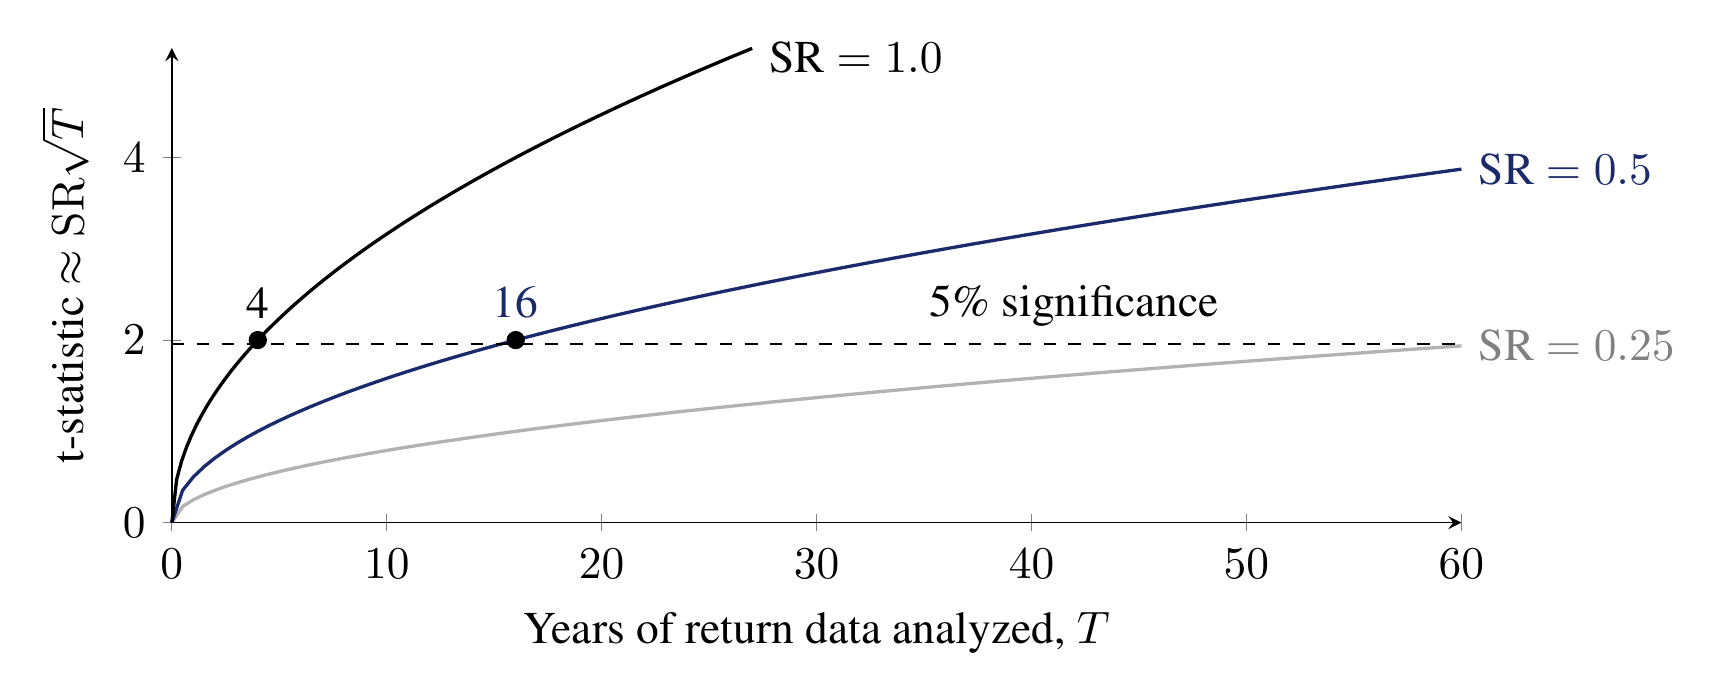 SR = 1.0
t-statistic ≈ SR√T
4
SR = 0.5
4
16
5% significance
2
SR = 0.25
0
0 10 20 30 40 50 60
Years of return data analyzed, T